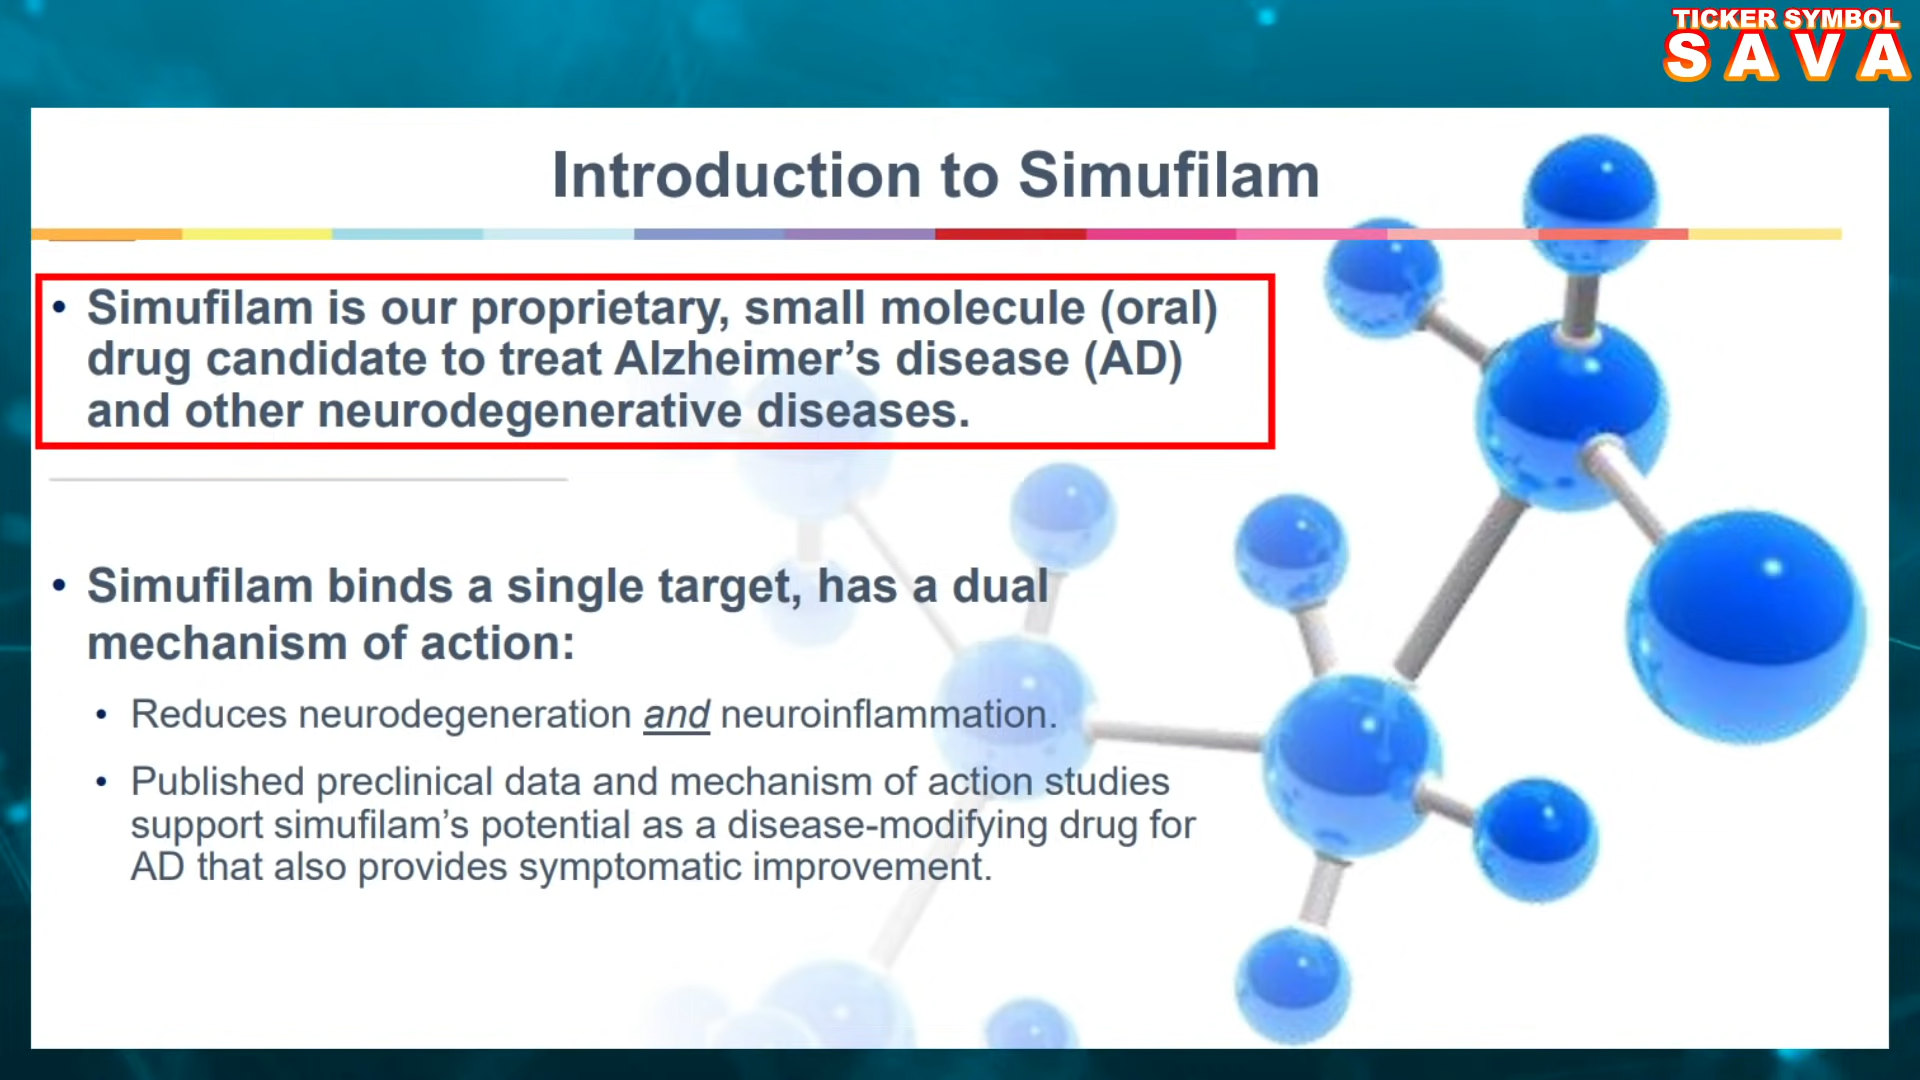 TICKER SYMBOL
SAVA
Introduction to Simufilam
• Simufilam is our proprietary, small molecule (oral)
drug candidate to treat Alzheimer’s disease (AD)
and other neurodegenerative diseases.
• Simufilam binds a single target, has a dual
mechanism of action:
• Reduces neurodegeneration and neuroinflammation.
• Published preclinical data and mechanism of action studies
support simufilam’s potential as a disease-modifying drug for
AD that also provides symptomatic improvement.